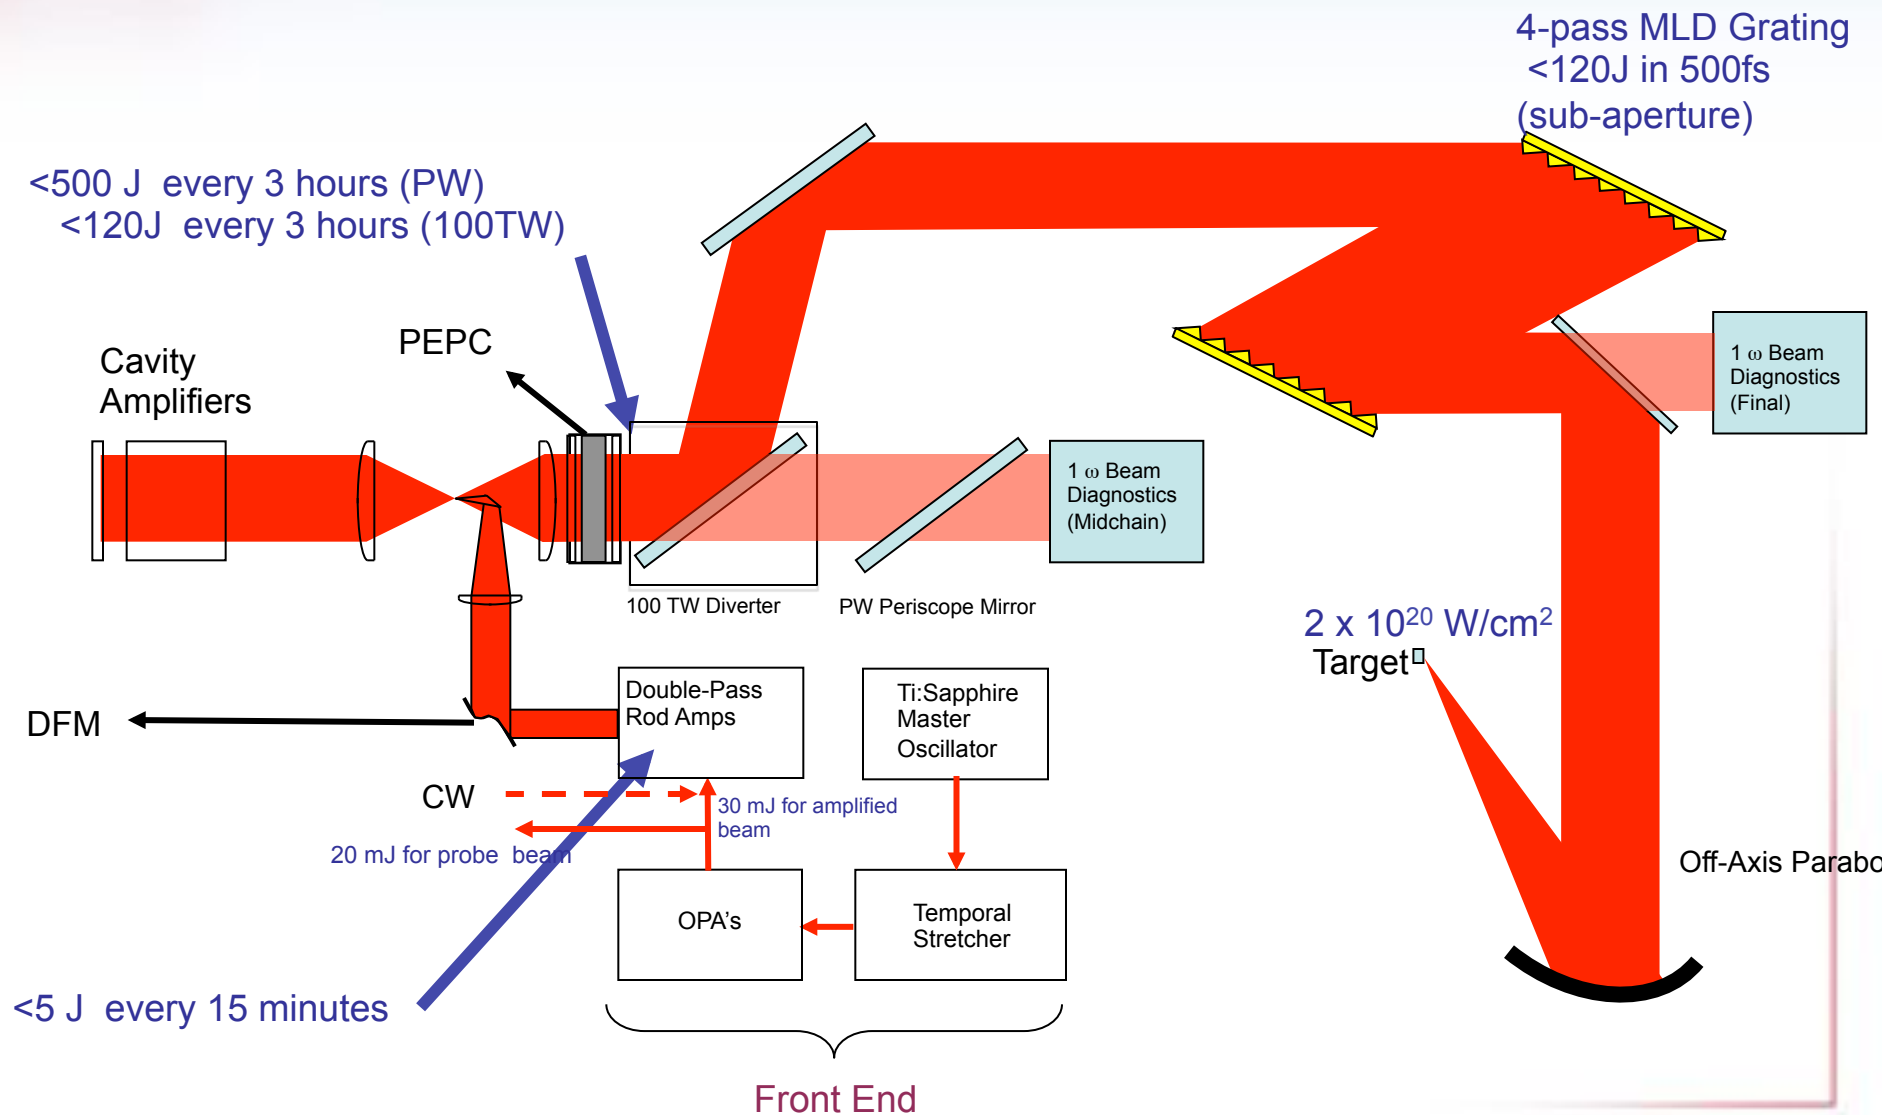 4-pass MLD Grating
<120J in 500fs
(sub-aperture)
<500 J every 3 hours (PW)
<120J every 3 hours (100TW)
PEPC
Cavity
Amplifiers
1 ω Beam
Diagnostics
(Final)
1 ω Beam
Diagnostics
(Midchain)
100 TW Diverter
PW Periscope Mirror
2 x 10²⁰ W/cm²
Target
Double-Pass
Rod Amps
Ti:Sapphire
Master
Oscillator
DFM
CW
30 mJ for amplified
beam
20 mJ for probe beam
Off-Axis Parabo
OPA's
Temporal
Stretcher
<5 J every 15 minutes
Front End